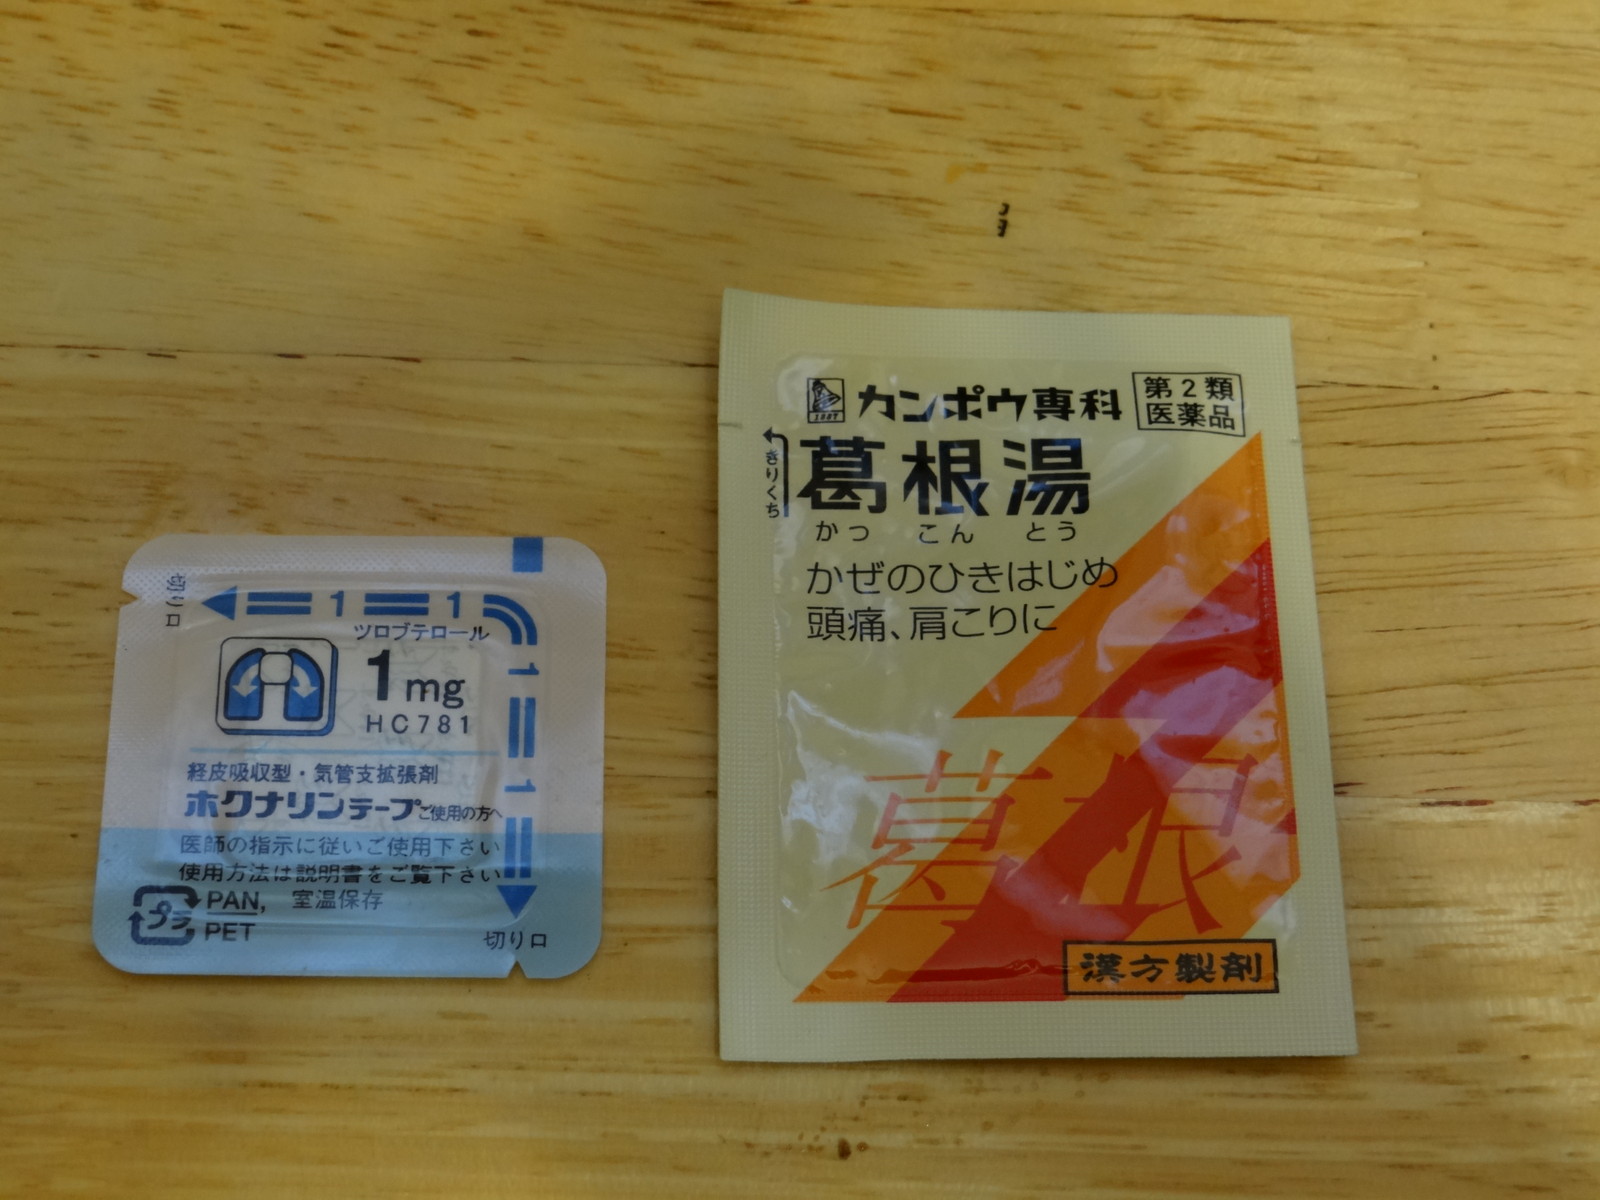 切り口
1 1
ツロブテロール
1mg
HC781
1
1
経皮吸収型・気管支拡張剤
ホクナリンテープご使用の方へ
医師の指示に従いご使用下さい
使用方法は説明書をご覧下さい
プラ PAN, 室温保存
PET
切り口
1887
カンポウ専科
第2類
医薬品
きりくち
葛根湯
かっこんとう
かぜのひきはじめ
頭痛、肩こりに
葛根
漢方製剤